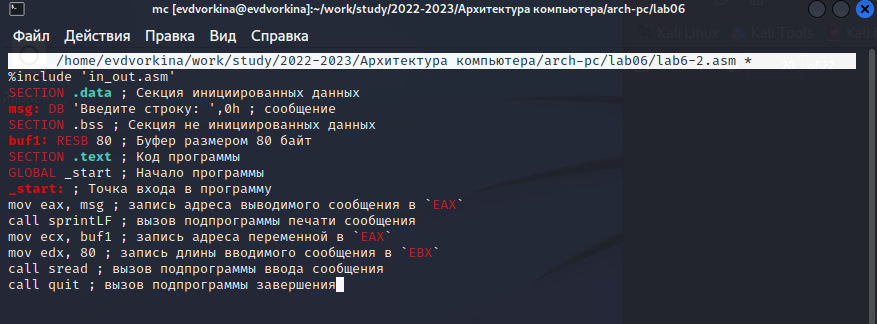 mc [evdvorkina@evdvorkina]:~/work/study/2022-2023/Архитектура компьютера/arch-pc/lab06
Файл Действия Правка Вид Справка
Kali Linux Kali Tools Kali
/home/evdvorkina/work/study/2022-2023/Архитектура компьютера/arch-pc/lab06/lab6-2.asm *
%include 'in_out.asm'
SECTION .data ; Секция инициированных данных
msg: DB 'Введите строку: ',0h ; сообщение
SECTION .bss ; Секция не инициированных данных
buf1: RESB 80 ; Буфер размером 80 байт
SECTION .text ; Код программы
GLOBAL _start ; Начало программы
_start: ; Точка входа в программу
mov eax, msg ; запись адреса выводимого сообщения в `EAX`
call sprintLF ; вызов подпрограммы печати сообщения
mov ecx, buf1 ; запись адреса переменной в `EAX`
mov edx, 80 ; запись длины вводимого сообщения в `EBX`
call sread ; вызов подпрограммы ввода сообщения
call quit ; вызов подпрограммы завершения